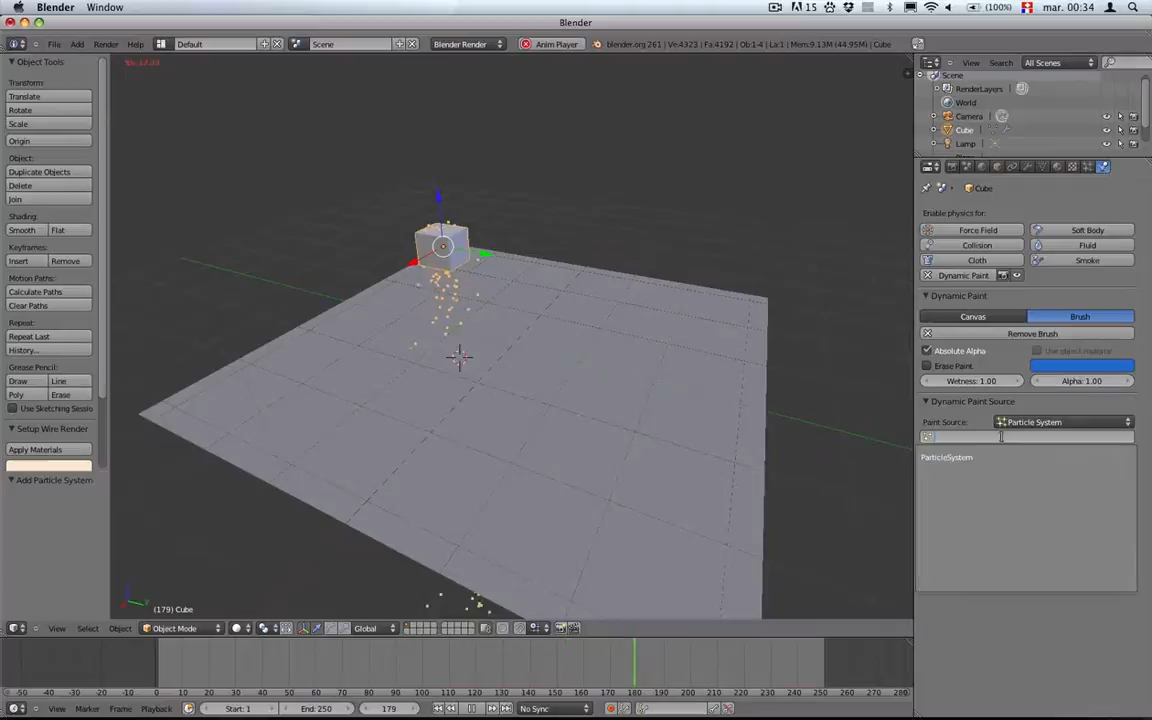 Blender Window 15 (100%) mar. 00:34
Blender
File Add Render Help Default Scene Blender Render Anim Player blender.org 261 | Ve:4323 | Fa:4192 | Ob:1-4 | La:1 | Mem:9.13M (44.95M) | Cube
Object Tools
Transform:
Translate
Rotate
Scale
Origin
Object:
Duplicate Objects
Delete
Join
Shading:
Smooth Flat
Keyframes:
Insert Remove
Motion Paths:
Calculate Paths
Clear Paths
Repeat:
Repeat Last
History...
Grease Pencil:
Draw Line
Poly Erase
Use Sketching Sessio
Setup Wire Render
Apply Materials
Add Particle System
(179) Cube
View Select Object Object Mode Global
View Search All Scenes
Scene
RenderLayers
World
Camera
Cube
Lamp
Cube
Enable physics for:
Force Field Soft Body
Collision Fluid
Cloth Smoke
Dynamic Paint
Dynamic Paint
Canvas Brush
Remove Brush
Absolute Alpha Use object material
Erase Paint
Wetness: 1.00 Alpha: 1.00
Dynamic Paint Source
Paint Source: Particle System
ParticleSystem
-50 -40 -30 -20 -10 0 10 20 30 40 50 60 70 80 90 100 110 120 130 140 150 160 170 180 190 200 210 220 230 240 250 260 270 280
View Marker Frame Playback Start: 1 End: 250 179 No Sync